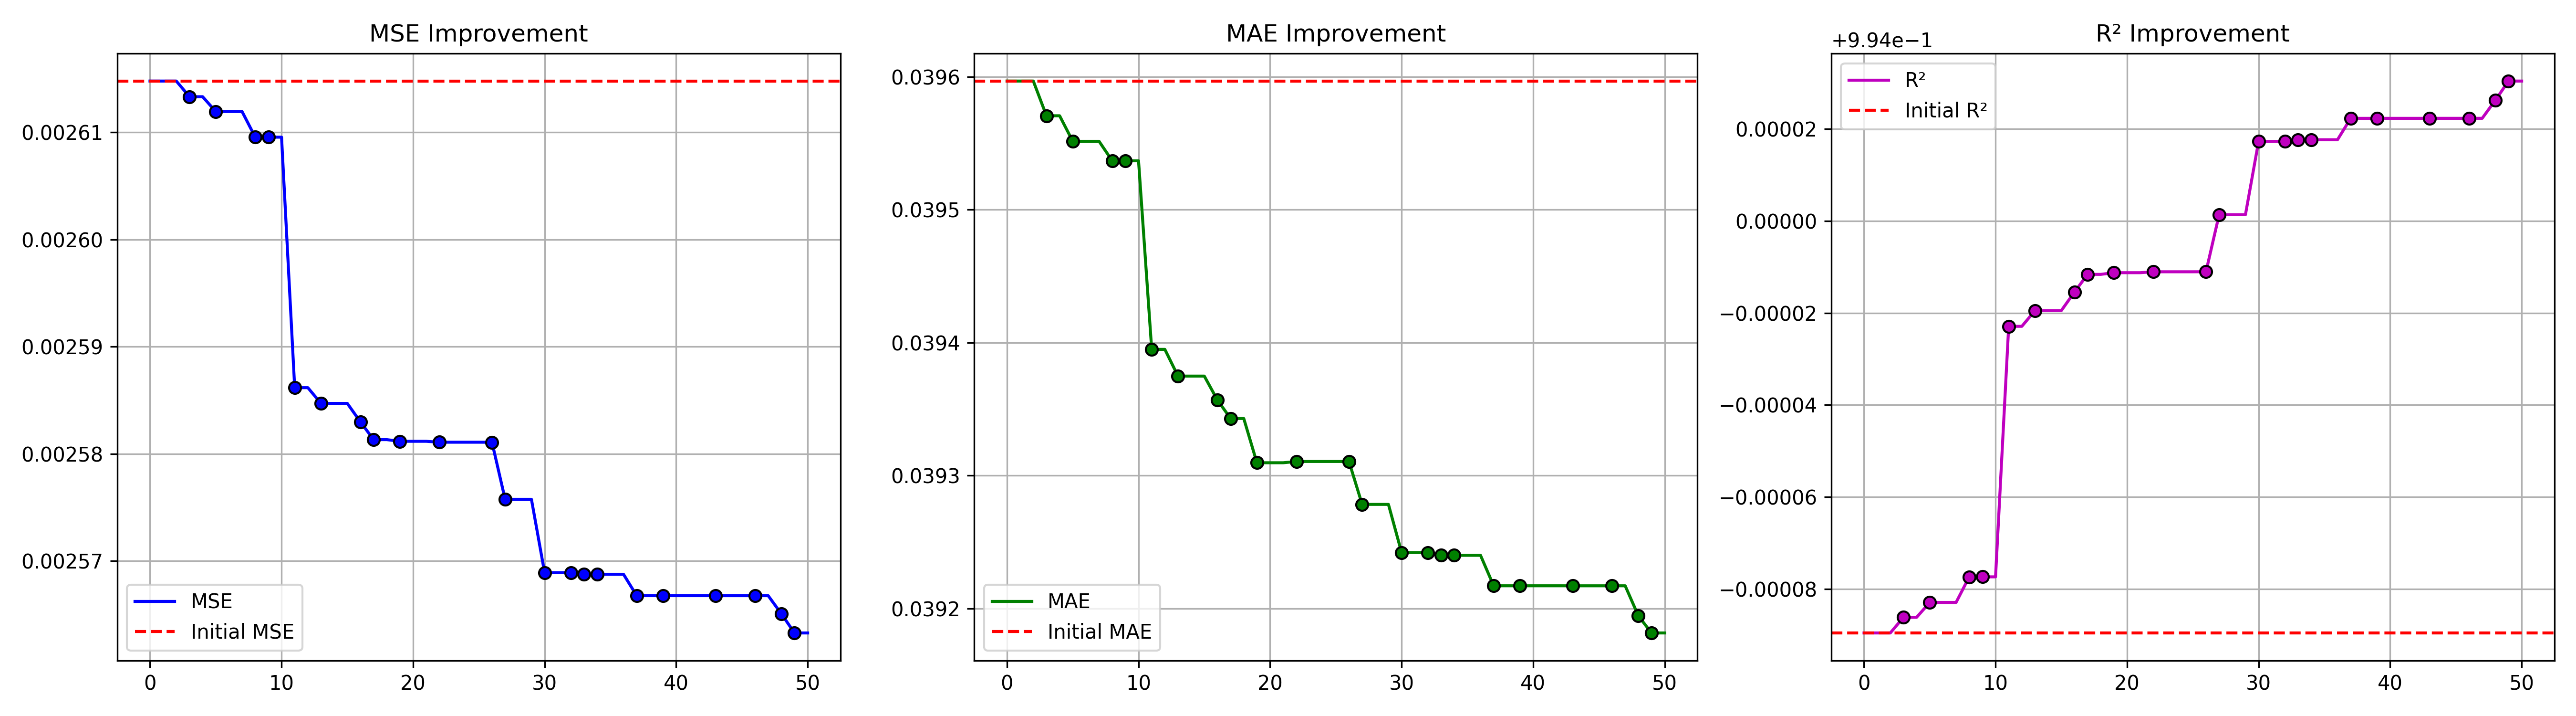 MSE Improvement
0.00261
0.00260
0.00259
0.00258
0.00257
MSE
Initial MSE
0 10 20 30 40 50
MAE Improvement
0.0396
0.0395
0.0394
0.0393
0.0392
MAE
Initial MAE
0 10 20 30 40 50
+9.94e−1
R² Improvement
R²
Initial R²
0.00002
0.00000
−0.00002
−0.00004
−0.00006
−0.00008
0 10 20 30 40 50